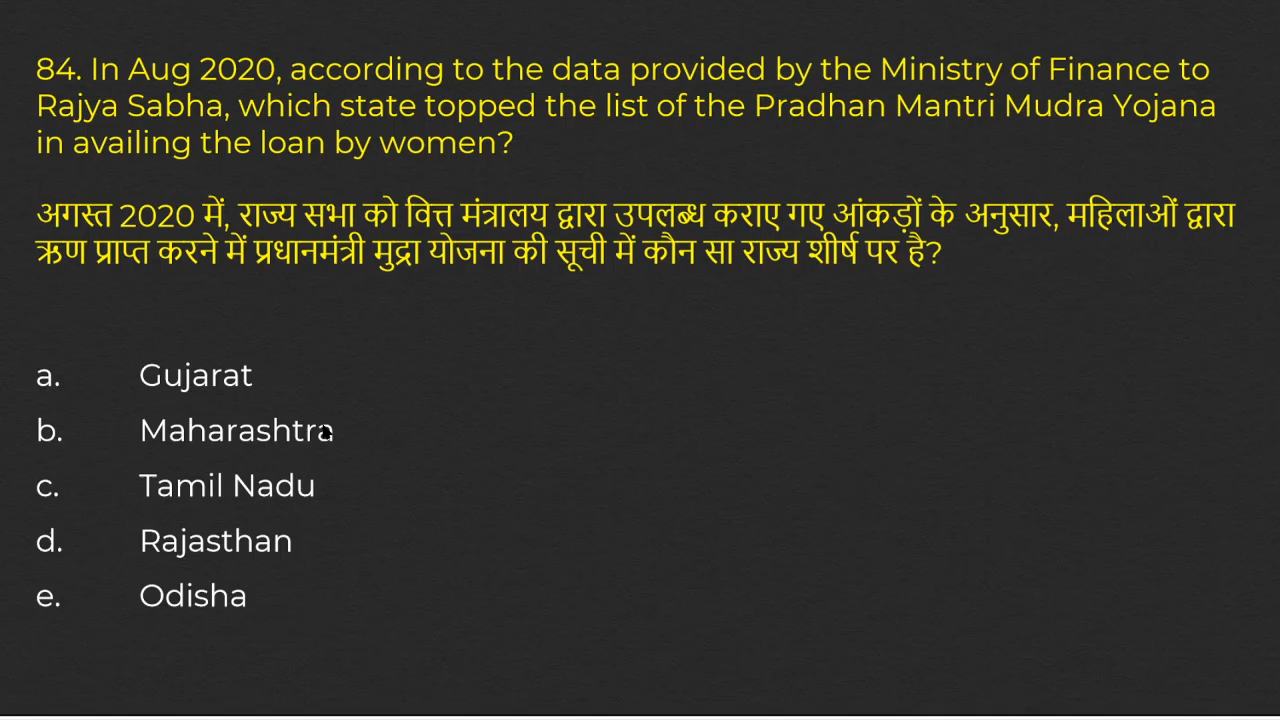 84. In Aug 2020, according to the data provided by the Ministry of Finance to
Rajya Sabha, which state topped the list of the Pradhan Mantri Mudra Yojana
in availing the loan by women?
अगस्त 2020 में, राज्य सभा को वित्त मंत्रालय द्वारा उपलब्ध कराए गए आंकड़ों के अनुसार, महिलाओं द्वारा
ऋण प्राप्त करने में प्रधानमंत्री मुद्रा योजना की सूची में कौन सा राज्य शीर्ष पर है?
a. Gujarat
b. Maharashtra
c. Tamil Nadu
d. Rajasthan
e. Odisha